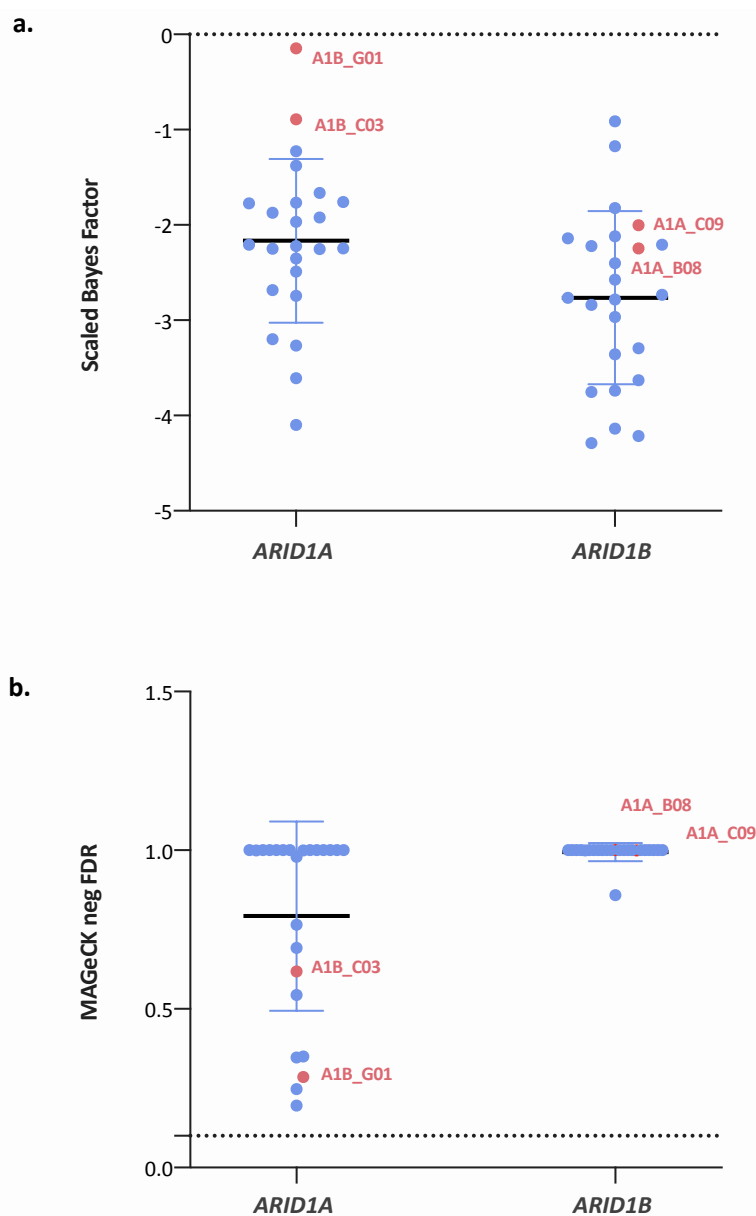 a.
0
A1B_G01
A1B_C03
-1
A1A_C09
-2
A1A_B08
-3
-4
-5
Scaled Bayes Factor
ARID1A ARID1B
b.
1.5
A1A_B08
A1A_C09
1.0
A1B_C03
0.5
A1B_G01
0.0
MAGeCK neg FDR
ARID1A ARID1B